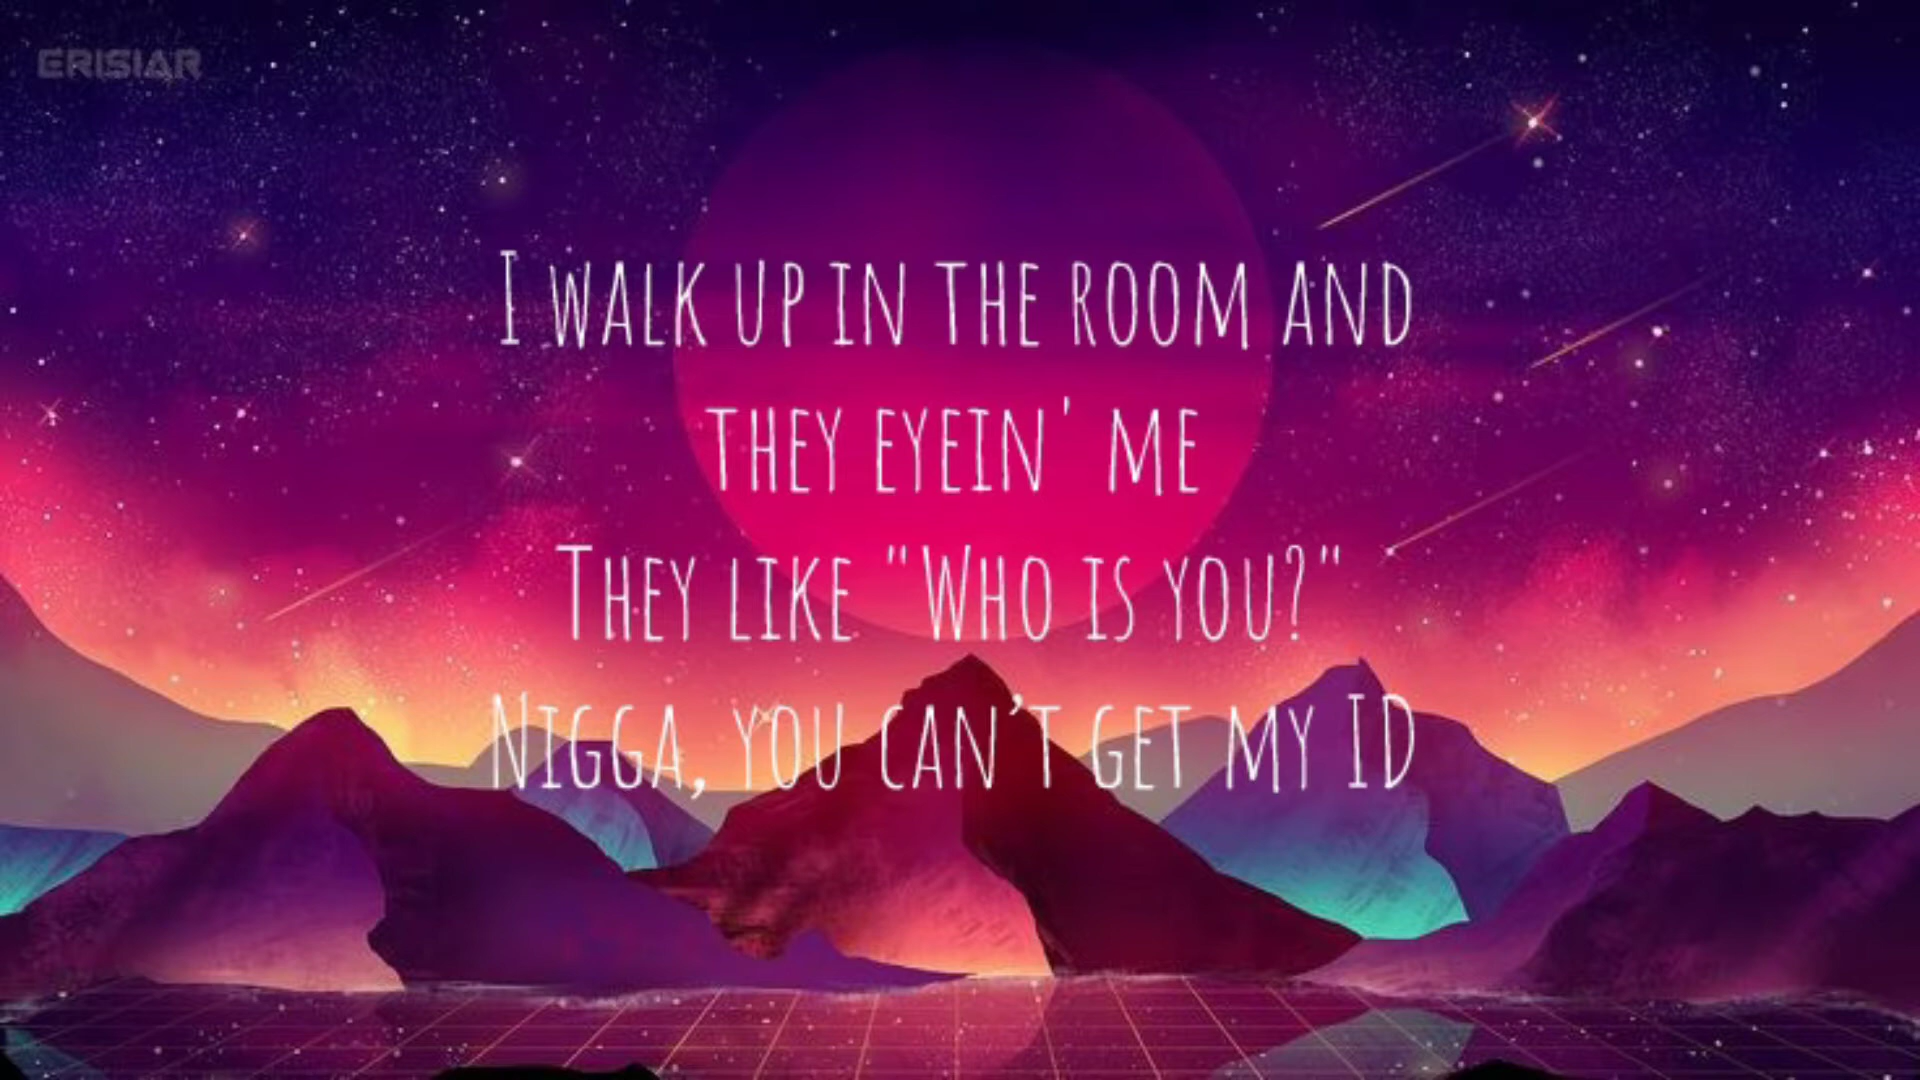 ERISIAR
I WALK UP IN THE ROOM AND
THEY EYEIN' ME
THEY LIKE "WHO IS YOU?"
NIGGA, YOU CAN’T GET MY ID